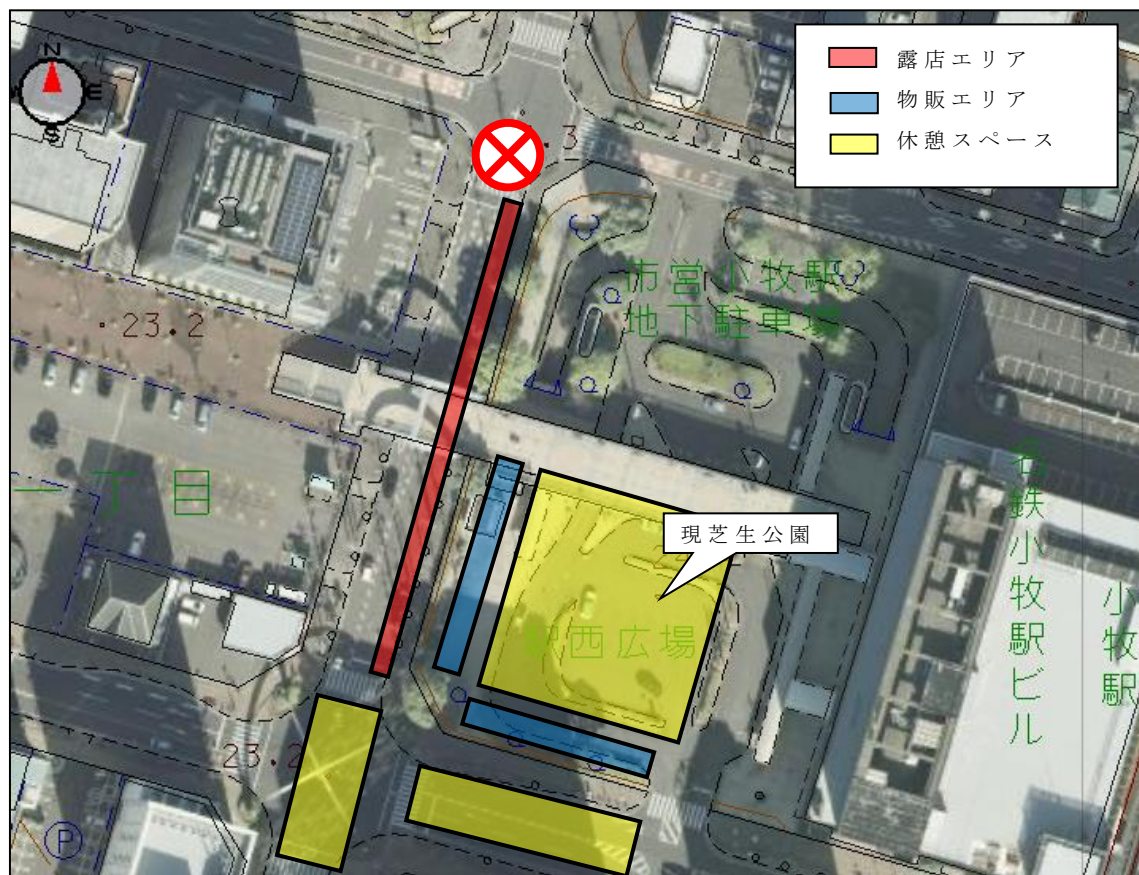 N
E
S
露店エリア
物販エリア
休憩スペース
市営小牧駅
地下駐車場
23.2
一丁目
現芝生公園
駅西広場
名鉄小牧駅ビル
小牧駅
23.2
P